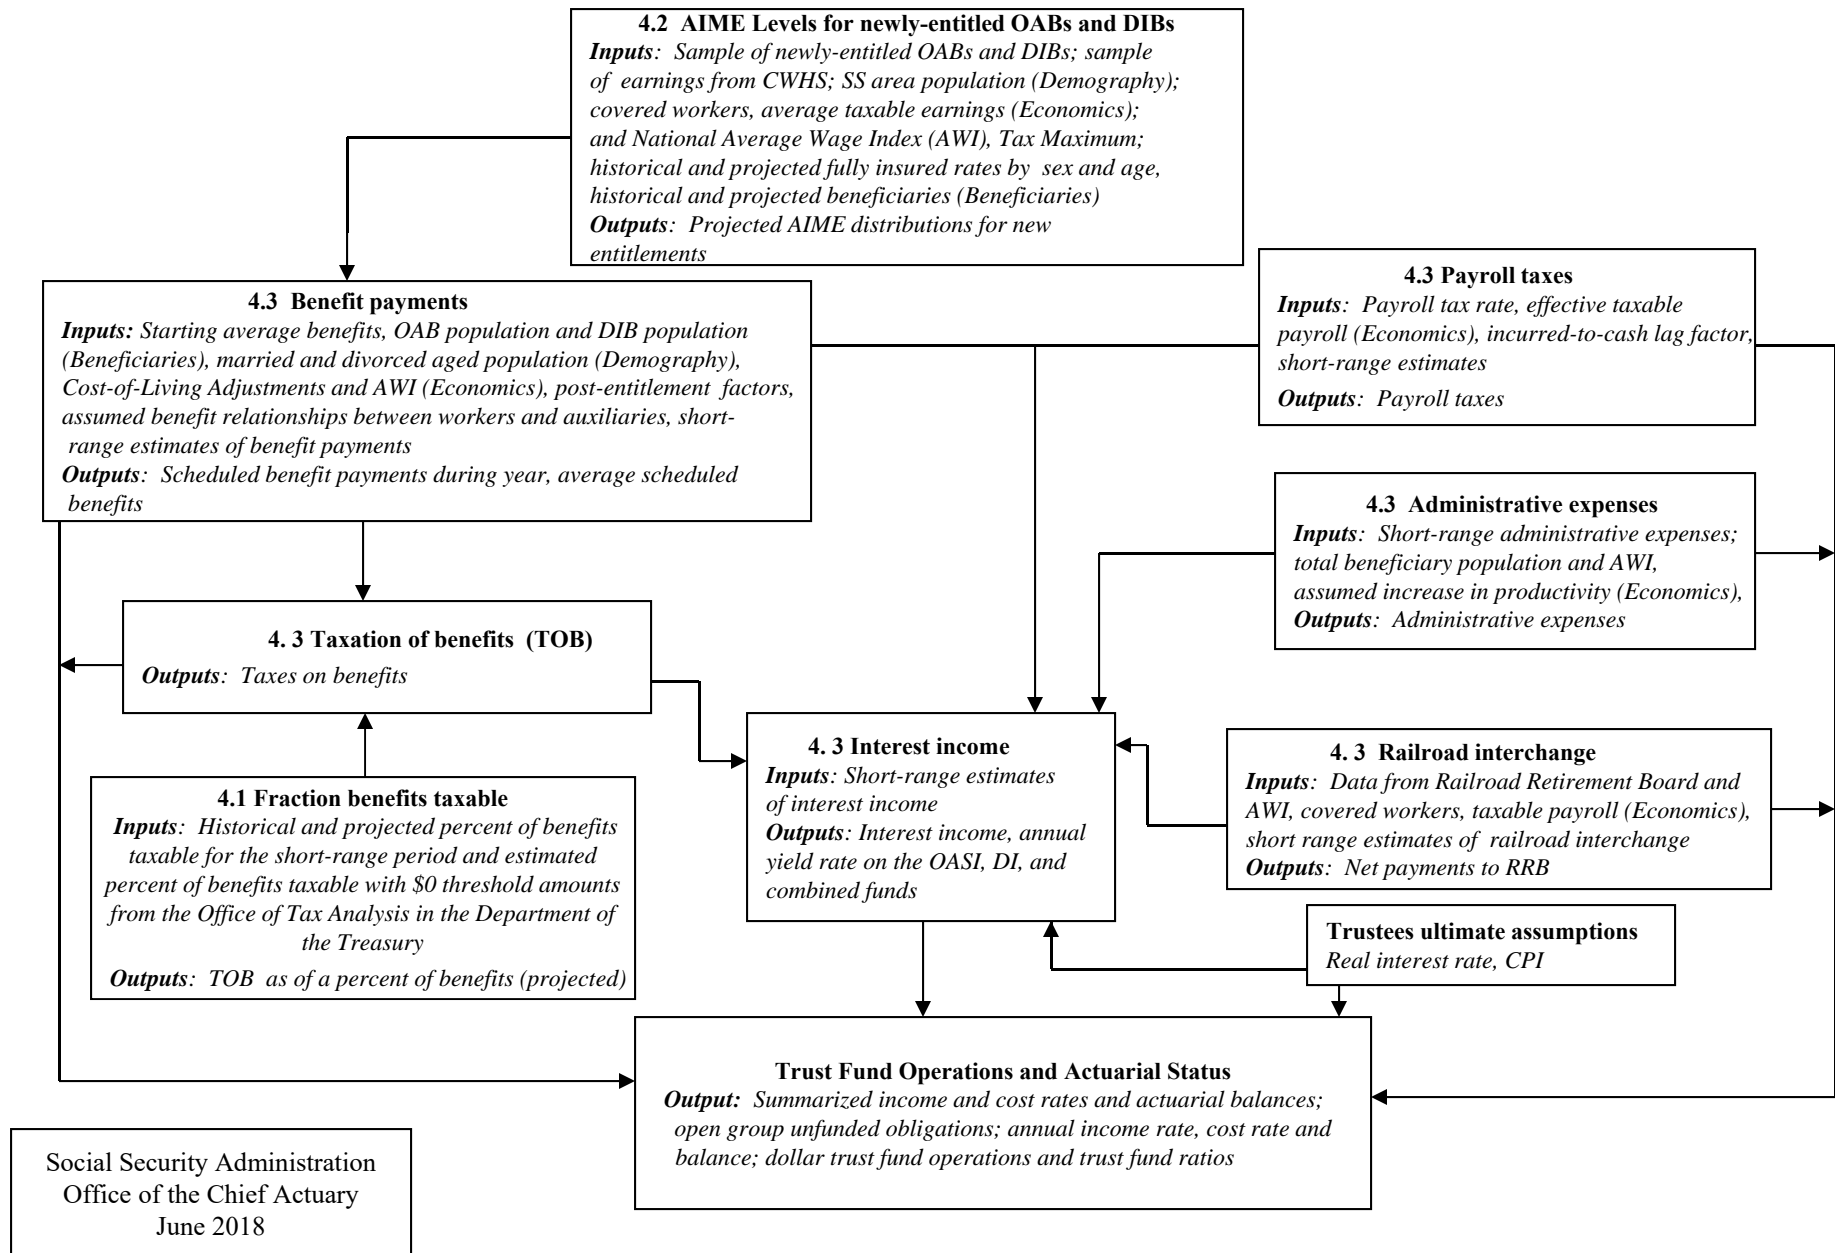 4.2 AIME Levels for newly-entitled OABs and DIBs
Inputs: Sample of newly-entitled OABs and DIBs; sample
of earnings from CWHS; SS area population (Demography);
covered workers, average taxable earnings (Economics);
and National Average Wage Index (AWI), Tax Maximum;
historical and projected fully insured rates by sex and age,
historical and projected beneficiaries (Beneficiaries)
Outputs: Projected AIME distributions for new
entitlements
4.3 Benefit payments
Inputs: Starting average benefits, OAB population and DIB population
(Beneficiaries), married and divorced aged population (Demography),
Cost-of-Living Adjustments and AWI (Economics), post-entitlement factors,
assumed benefit relationships between workers and auxiliaries, short-
range estimates of benefit payments
Outputs: Scheduled benefit payments during year, average scheduled
benefits
4.3 Payroll taxes
Inputs: Payroll tax rate, effective taxable
payroll (Economics), incurred-to-cash lag factor,
short-range estimates
Outputs: Payroll taxes
4.3 Administrative expenses
Inputs: Short-range administrative expenses;
total beneficiary population and AWI,
assumed increase in productivity (Economics),
Outputs: Administrative expenses
4. 3 Taxation of benefits (TOB)
Outputs: Taxes on benefits
4. 3 Interest income
Inputs: Short-range estimates
of interest income
Outputs: Interest income, annual
yield rate on the OASI, DI, and
combined funds
4. 3 Railroad interchange
Inputs: Data from Railroad Retirement Board and
AWI, covered workers, taxable payroll (Economics),
short range estimates of railroad interchange
Outputs: Net payments to RRB
4.1 Fraction benefits taxable
Inputs: Historical and projected percent of benefits
taxable for the short-range period and estimated
percent of benefits taxable with $0 threshold amounts
from the Office of Tax Analysis in the Department of
the Treasury
Outputs: TOB as of a percent of benefits (projected)
Trustees ultimate assumptions
Real interest rate, CPI
Trust Fund Operations and Actuarial Status
Output: Summarized income and cost rates and actuarial balances;
open group unfunded obligations; annual income rate, cost rate and
balance; dollar trust fund operations and trust fund ratios
Social Security Administration
Office of the Chief Actuary
June 2018